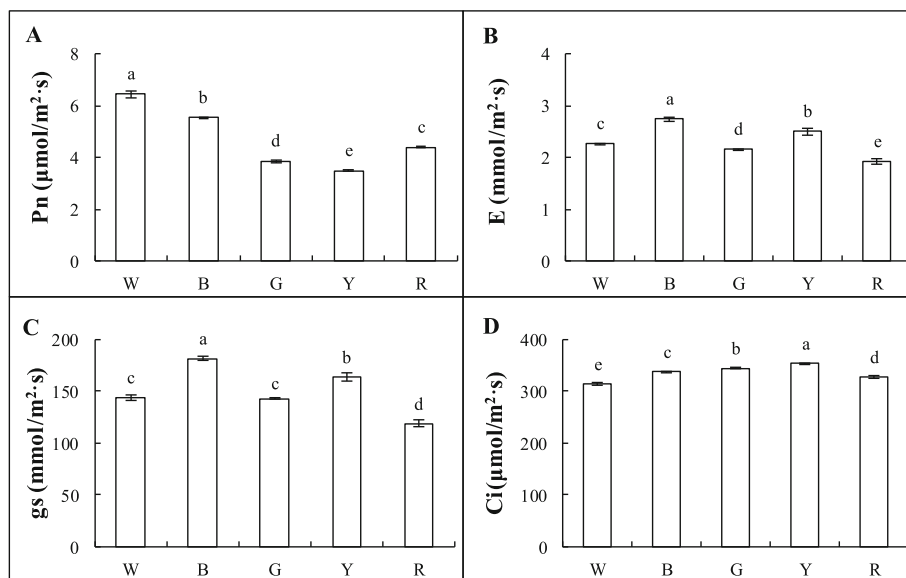 A
Pn (μmol/m²·s)
8
6
4
2
0
a
b
d
e
c
W B G Y R
B
E (mmol/m²·s)
4
3
2
1
0
c
a
d
b
e
W B G Y R
C
gs (mmol/m²·s)
200
150
100
50
0
c
a
c
b
d
W B G Y R
D
Ci(μmol/m²·s)
400
300
200
100
0
e
c
b
a
d
W B G Y R